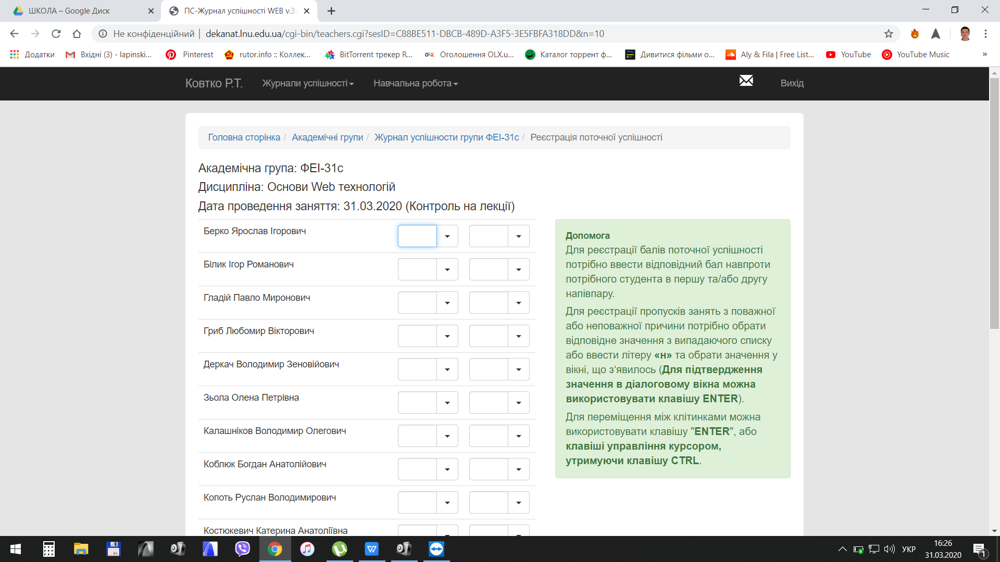 ШКОЛА – Google Диск
ПС-Журнал успішності WEB v.3.
Не конфіденційний | dekanat.lnu.edu.ua/cgi-bin/teachers.cgi?sesID=C88BE511-DBCB-489D-A3F5-3E5FBFA318DD&n=10
Додатки
Вхідні (3) - lapinski...
Pinterest
rutor.info :: Коллек...
BitTorrent трекер R...
OLX
Оголошення OLX.u...
Каталог торрент ф...
Дивитися фільми о...
Aly & Fila | Free List...
YouTube
YouTube Music
»
Ковтко Р.Т.
Журнали успішності
Навчальна робота
Вихід
Головна сторінка / Академічні групи / Журнал успішности групи ФЕІ-31с / Реєстрація поточної успішності
Академічна група: ФЕІ-31с
Дисципліна: Основи Web технологій
Дата проведення заняття: 31.03.2020 (Контроль на лекції)
Берко Ярослав Ігорович
Білик Ігор Романович
Гладій Павло Миронович
Гриб Любомир Вікторович
Деркач Володимир Зеновійович
Зьола Олена Петрівна
Калашніков Володимир Олегович
Коблюк Богдан Анатолійович
Копоть Руслан Володимирович
Костюкевич Катерина Анатоліївна
Допомога
Для реєстрації балів поточної успішності
потрібно ввести відповідний бал навпроти
потрібного студента в першу та/або другу
напівпару.
Для реєстрації пропусків занять з поважної
або неповажної причини потрібно обрати
відповідне значення з випадаючого списку
або ввести літеру «н» та обрати значення у
вікні, що з‘явилось (Для підтвердження
значення в діалоговому вікна можна
використовувати клавішу ENTER).
Для переміщення між клітинками можна
використовувати клавішу "ENTER", або
клавіші управління курсором,
утримуючи клавішу CTRL.
64
W
УКР
16:26
31.03.2020
1